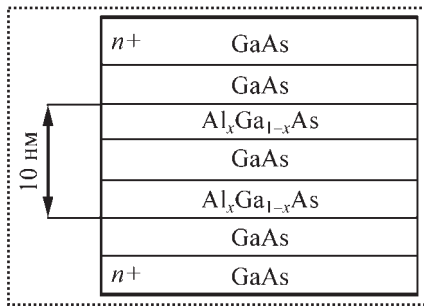 n+ GaAs
GaAs
AlₓGa₁₋ₓAs
GaAs
AlₓGa₁₋ₓAs
GaAs
n+ GaAs
10 нм